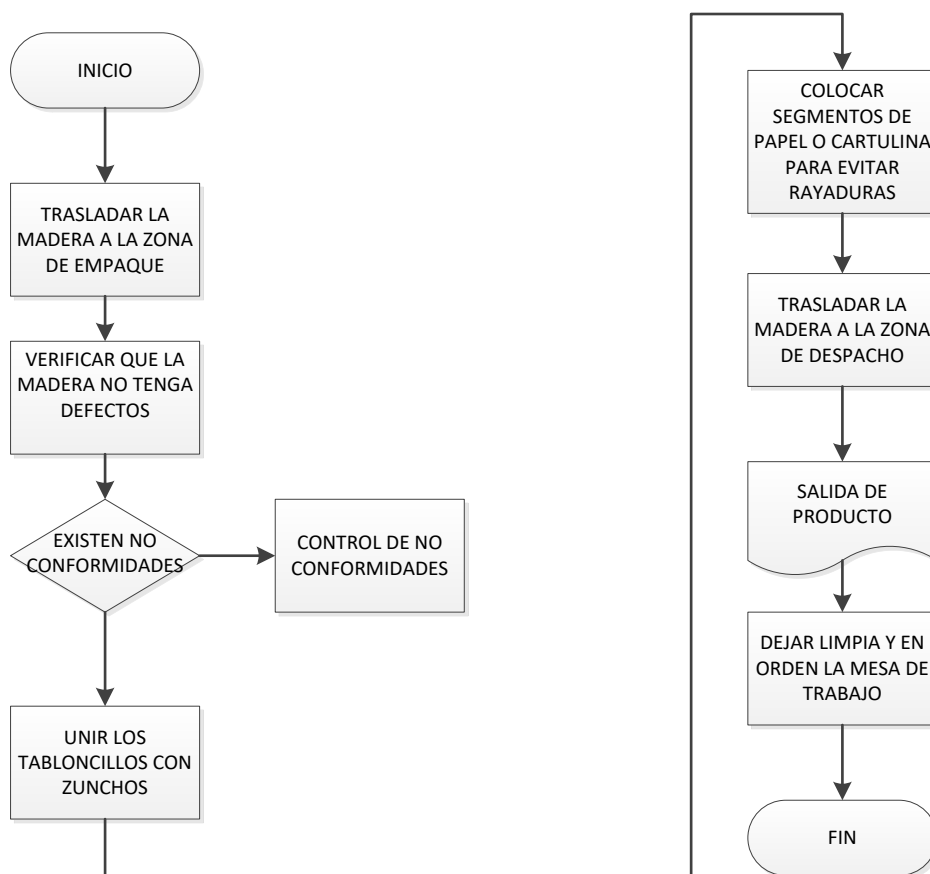 INICIO
TRASLADAR LA
MADERA A LA ZONA
DE EMPAQUE
VERIFICAR QUE LA
MADERA NO TENGA
DEFECTOS
EXISTEN NO
CONFORMIDADES
CONTROL DE NO
CONFORMIDADES
UNIR LOS
TABLONCILLOS CON
ZUNCHOS
COLOCAR
SEGMENTOS DE
PAPEL O CARTULINA
PARA EVITAR
RAYADURAS
TRASLADAR LA
MADERA A LA ZONA
DE DESPACHO
SALIDA DE
PRODUCTO
DEJAR LIMPIA Y EN
ORDEN LA MESA DE
TRABAJO
FIN